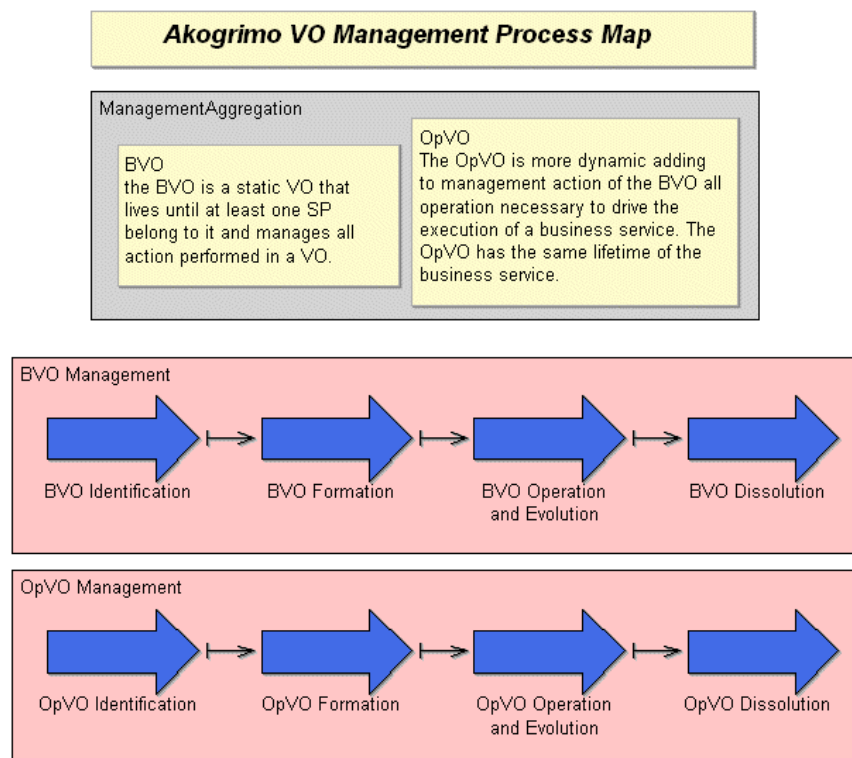 Akogrimo VO Management Process Map
ManagementAggregation
BVO
the BVO is a static VO that
lives until at least one SP
belong to it and manages all
action performed in a VO.
OpVO
The OpVO is more dynamic adding
to management action of the BVO all
operation necessary to drive the
execution of a business service. The
OpVO has the same lifetime of the
business service.
BVO Management
BVO Identification
BVO Formation
BVO Operation
and Evolution
BVO Dissolution
OpVO Management
OpVO Identification
OpVO Formation
OpVO Operation
and Evolution
OpVO Dissolution